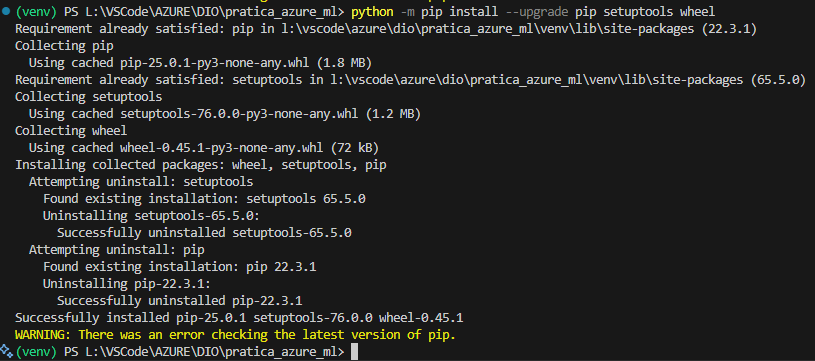 (venv) PS L:\VSCode\AZURE\DIO\pratica_azure_ml> python -m pip install --upgrade pip setuptools wheel
Requirement already satisfied: pip in l:\vscode\azure\dio\pratica_azure_ml\venv\lib\site-packages (22.3.1)
Collecting pip
  Using cached pip-25.0.1-py3-none-any.whl (1.8 MB)
Requirement already satisfied: setuptools in l:\vscode\azure\dio\pratica_azure_ml\venv\lib\site-packages (65.5.0)
Collecting setuptools
  Using cached setuptools-76.0.0-py3-none-any.whl (1.2 MB)
Collecting wheel
  Using cached wheel-0.45.1-py3-none-any.whl (72 kB)
Installing collected packages: wheel, setuptools, pip
  Attempting uninstall: setuptools
    Found existing installation: setuptools 65.5.0
    Uninstalling setuptools-65.5.0:
      Successfully uninstalled setuptools-65.5.0
  Attempting uninstall: pip
    Found existing installation: pip 22.3.1
    Uninstalling pip-22.3.1:
      Successfully uninstalled pip-22.3.1
Successfully installed pip-25.0.1 setuptools-76.0.0 wheel-0.45.1
WARNING: There was an error checking the latest version of pip.
(venv) PS L:\VSCode\AZURE\DIO\pratica_azure_ml>